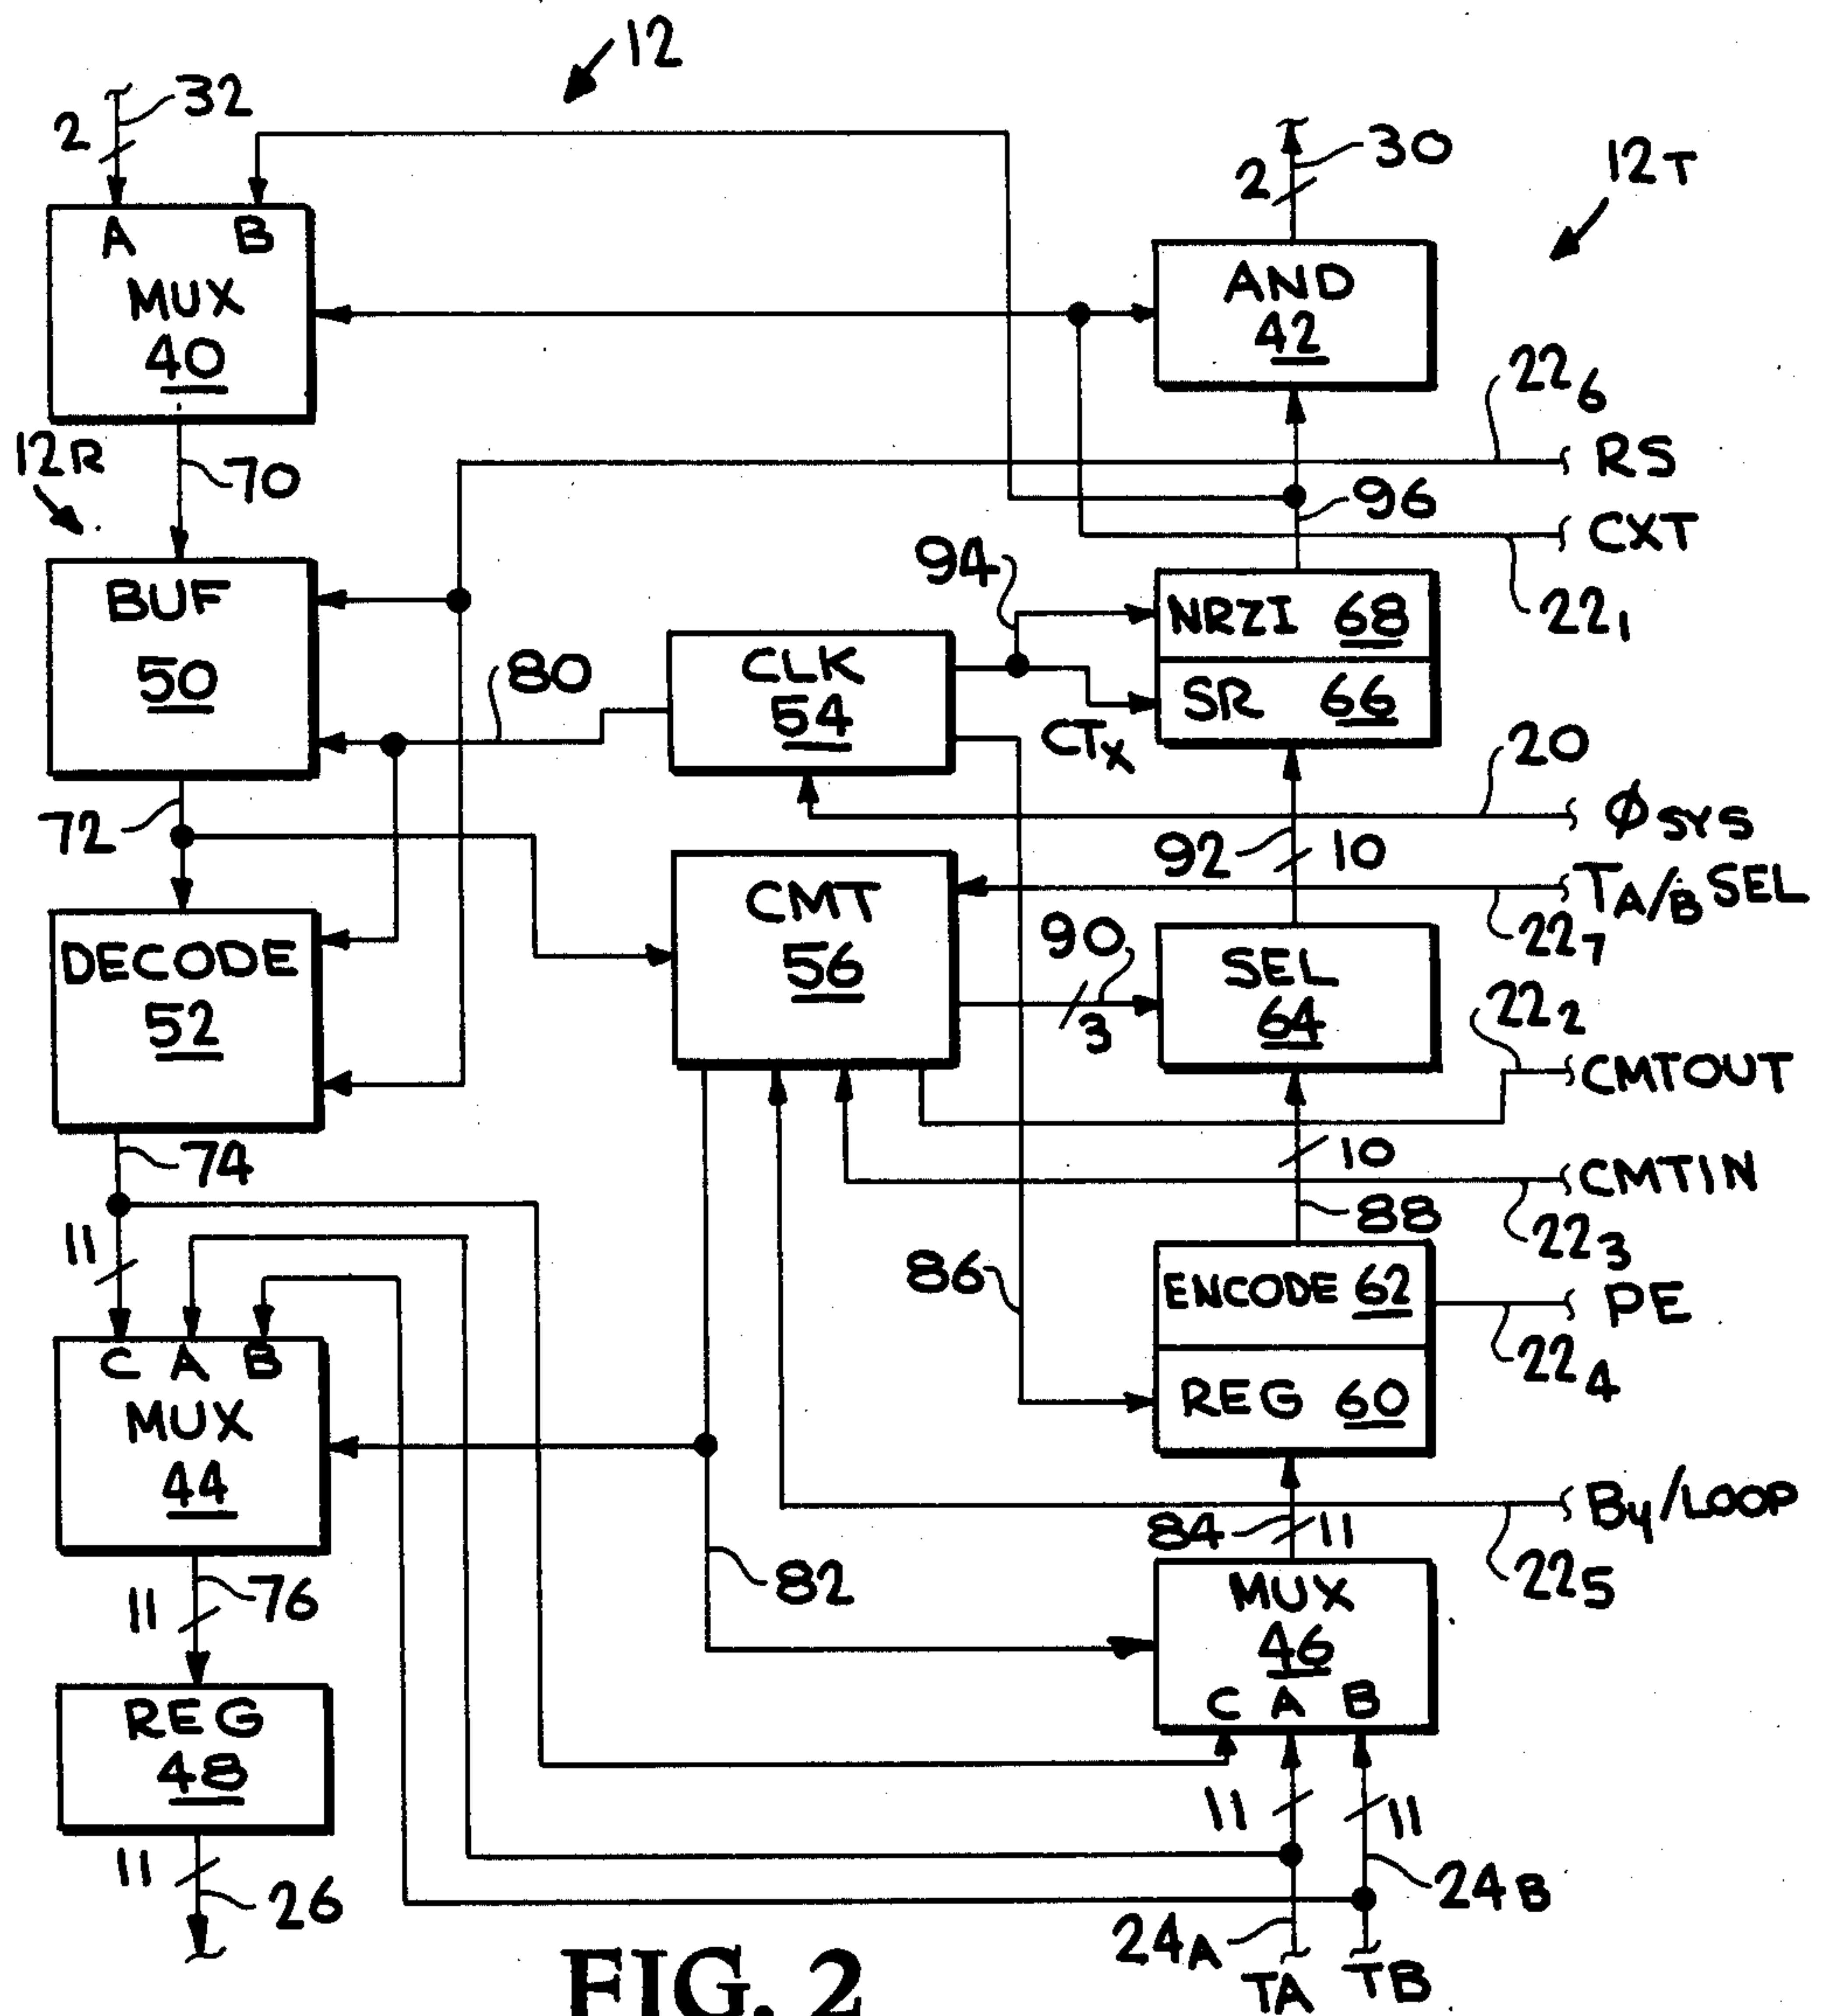 12
32
2
30
2
12T
A B
MUX
40
AND
42
22₆
RS
12R
70
96
CXT
22₁
94
BUF
50
80
CLK
54
NRZI 68
SR 66
CTX
20
ΦSYS
72
92
10
TA/B SEL
22₇
CMT
56
90
3
SEL
64
DECODE
52
22₂
CMTOUT
74
10
CMTIN
22₃
88
11
86
ENCODE 62
REG 60
PE
22₄
C A B
MUX
44
By/LOOP
22₅
84
11
82
76
11
MUX
46
C A B
REG
48
11
11
11
26
24B
24A
TA
TB
FIG. 2